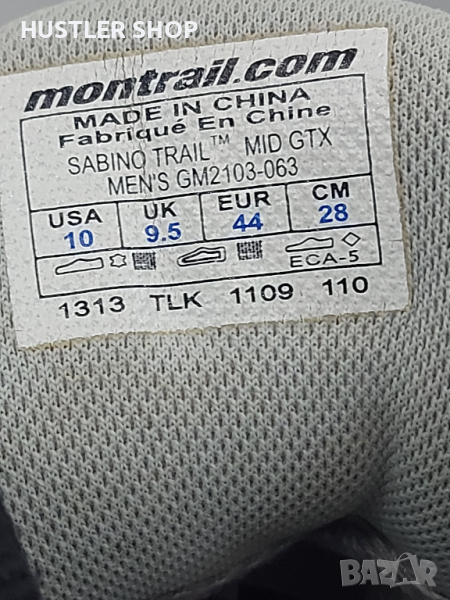 HUSTLER SHOP
montrail.com
MADE IN CHINA
Fabriqué En Chine
SABINO TRAIL™ MID GTX
MEN'S GM2103-063
USA UK EUR CM
10 9.5 44 28
ECA-5
1313 TLK 1109 110
bazar